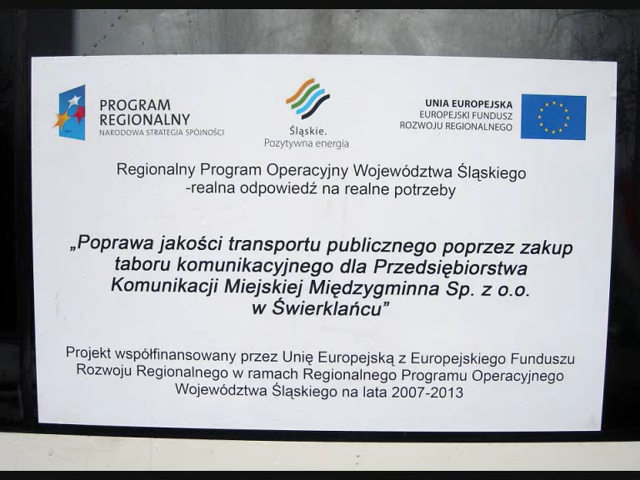 PROGRAM
REGIONALNY
NARODOWA STRATEGIA SPÓJNOŚCI
Śląskie.
Pozytywna energia
UNIA EUROPEJSKA
EUROPEJSKI FUNDUSZ
ROZWOJU REGIONALNEGO
Regionalny Program Operacyjny Województwa Śląskiego
-realna odpowiedź na realne potrzeby
„Poprawa jakości transportu publicznego poprzez zakup
taboru komunikacyjnego dla Przedsiębiorstwa
Komunikacji Miejskiej Międzygminna Sp. z o.o.
w Świerklańcu”
Projekt współfinansowany przez Unię Europejską z Europejskiego Funduszu
Rozwoju Regionalnego w ramach Regionalnego Programu Operacyjnego
Województwa Śląskiego na lata 2007-2013